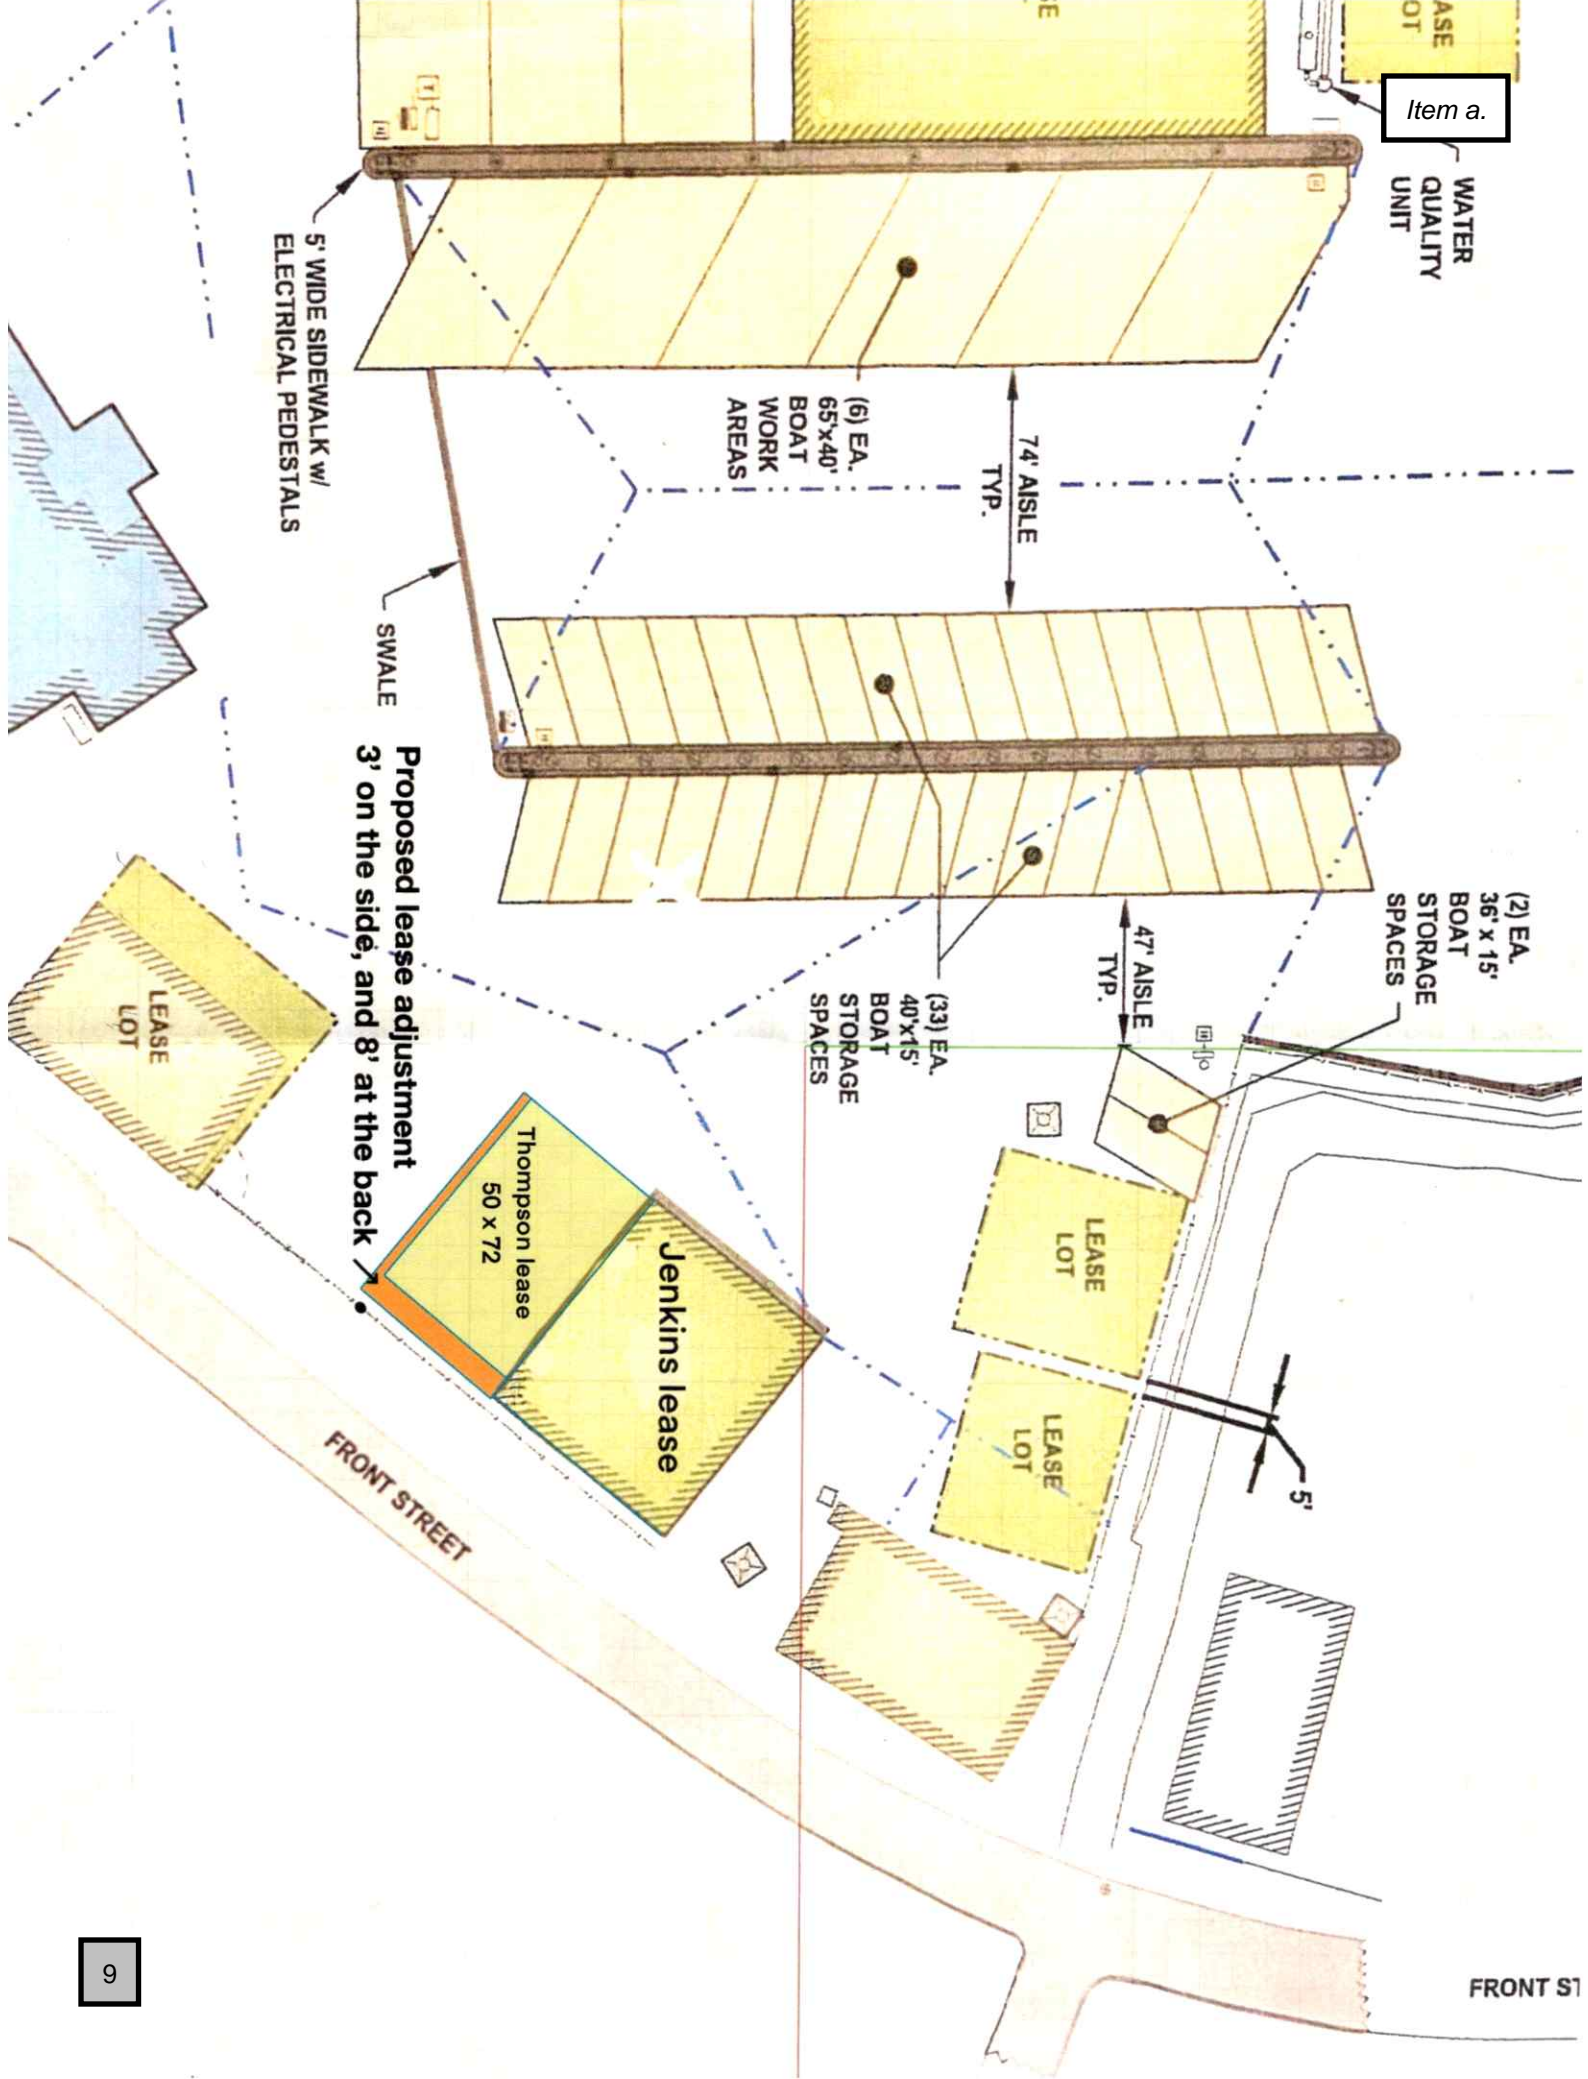 SE
ASE
OT
Item a.
WATER
QUALITY
UNIT
5' WIDE SIDEWALK w/
ELECTRICAL PEDESTALS
(6) EA.
65'x40'
BOAT
WORK
AREAS
74' AISLE
TYP.
SWALE
Proposed lease adjustment
3' on the side, and 8' at the back
(2) EA.
36' x 15'
BOAT
STORAGE
SPACES
47' AISLE
TYP.
(33) EA.
40'x15'
BOAT
STORAGE
SPACES
LEASE
LOT
Thompson lease
50 x 72
Jenkins lease
LEASE
LOT
LEASE
LOT
5'
FRONT STREET
FRONT ST
9